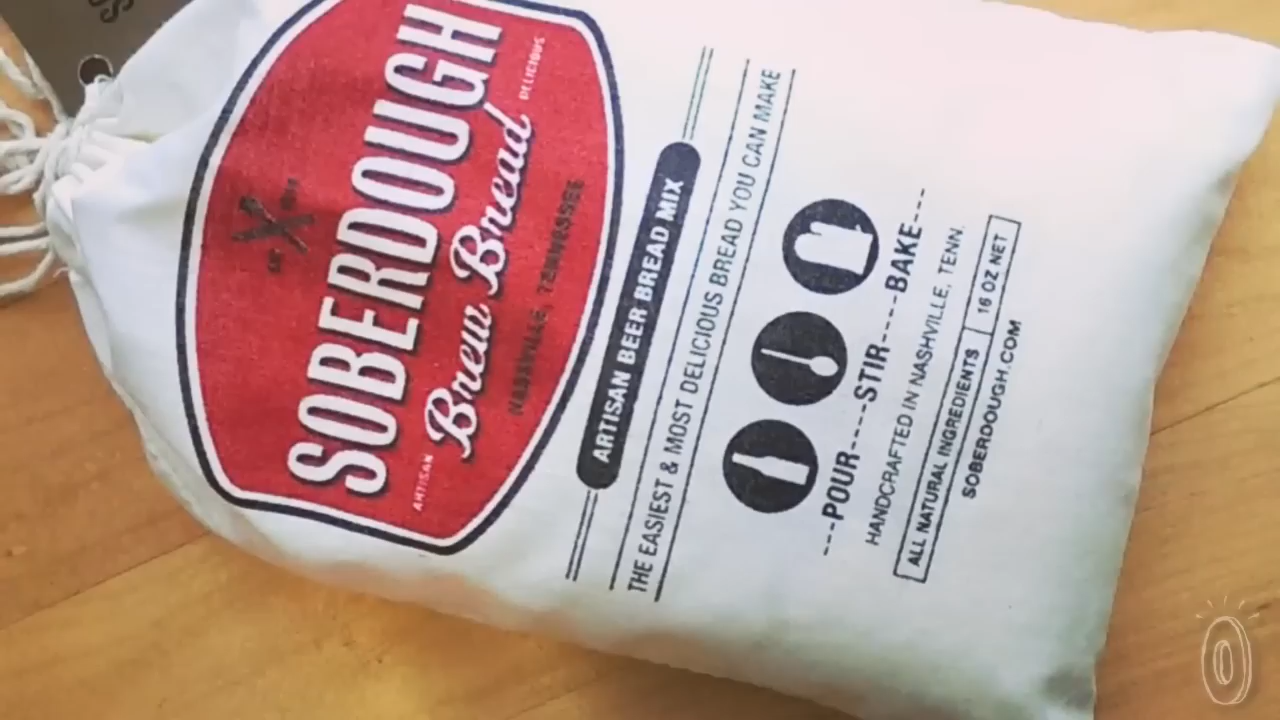 SOBERDOUGH
ARTISAN Brew Bread DELICIOUS
NASHVILLE, TENNESSEE
ARTISAN BEER BREAD MIX
THE EASIEST & MOST DELICIOUS BREAD YOU CAN MAKE
---POUR----STIR----BAKE---
HANDCRAFTED IN NASHVILLE, TENN.
ALL NATURAL INGREDIENTS 16 OZ NET
SOBERDOUGH.COM